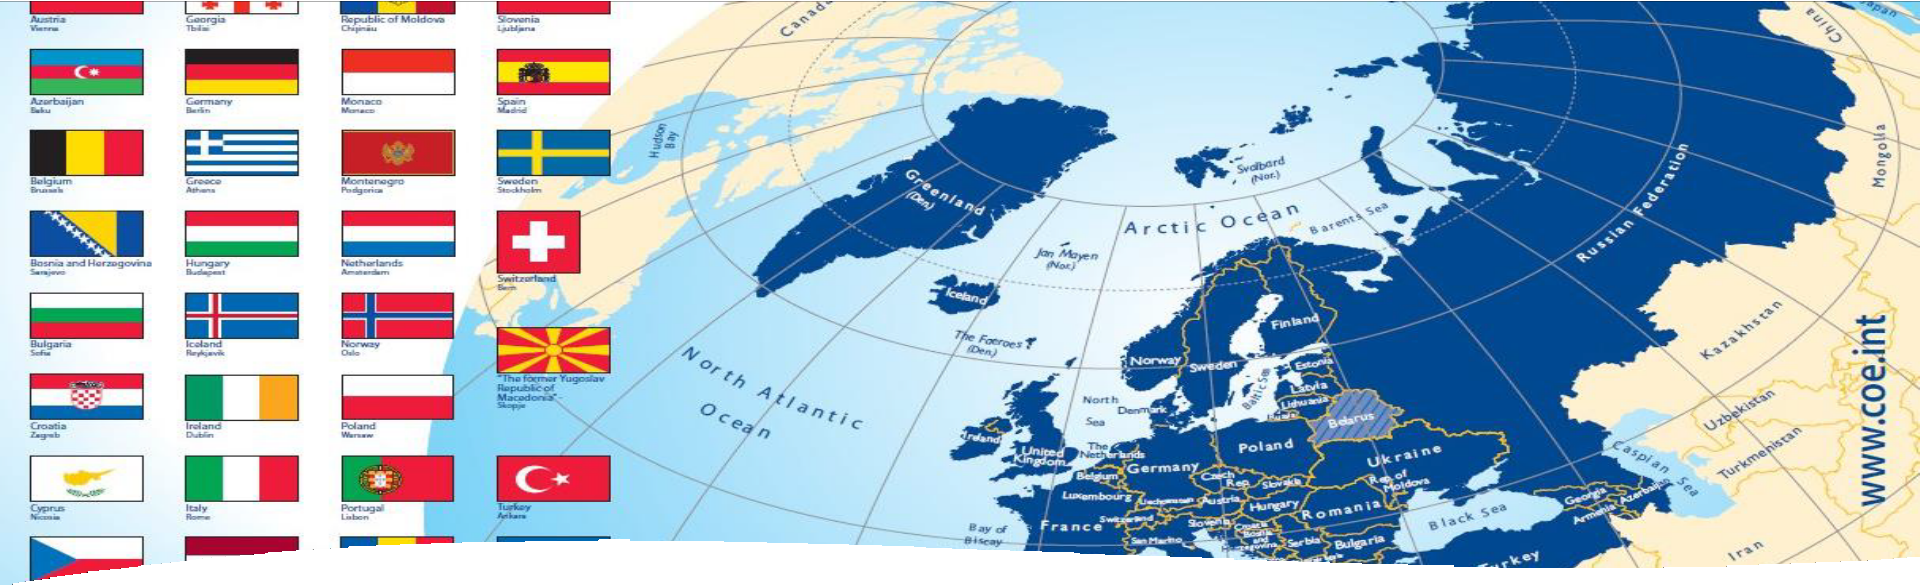 Austria
Vienna
Georgia
Tbilisi
Republic of Moldova
Chişinău
Slovenia
Ljubljana
Azerbaijan
Baku
Germany
Berlin
Monaco
Monaco
Spain
Madrid
Belgium
Brussels
Greece
Athens
Montenegro
Podgorica
Sweden
Stockholm
Bosnia and Herzegovina
Sarajevo
Hungary
Budapest
Netherlands
Amsterdam
Switzerland
Bern
Bulgaria
Sofia
Iceland
Reykjavik
Norway
Oslo
"The former Yugoslav
Republic of
Macedonia" -
Skopje
Croatia
Zagreb
Ireland
Dublin
Poland
Warsaw
Cyprus
Nicosia
Italy
Rome
Portugal
Lisbon
Turkey
Ankara
Canada
Hudson
Bay
Greenland
(Den.)
Svalbard
(Nor.)
Arctic Ocean
Barents Sea
Jan Mayen
(Nor.)
Iceland
The Faeroes
(Den.)
North Atlantic
Ocean
Russian Federation
China
Japan
Mongolia
Kazakhstan
Uzbekistan
Turkmenistan
Caspian
Sea
Iran
www.coe.int
Finland
Norway
Sweden
Estonia
Latvia
Lithuania
Russia
Baltic Sea
Belarus
North
Sea
Denmark
Ireland
United
Kingdom
The
Netherlands
Poland
Germany
Ukraine
Belgium
Luxembourg
Czech
Rep.
Slovakia
Rep. of
Moldova
Liechtenstein
Austria
Hungary
Romania
France
Switzerland
Slovenia
Croatia
Bosnia
and
Herzegovina
San Marino
Serbia
Bulgaria
Bay of
Biscay
Black Sea
Georgia
Armenia
Azerbaijan
Turkey